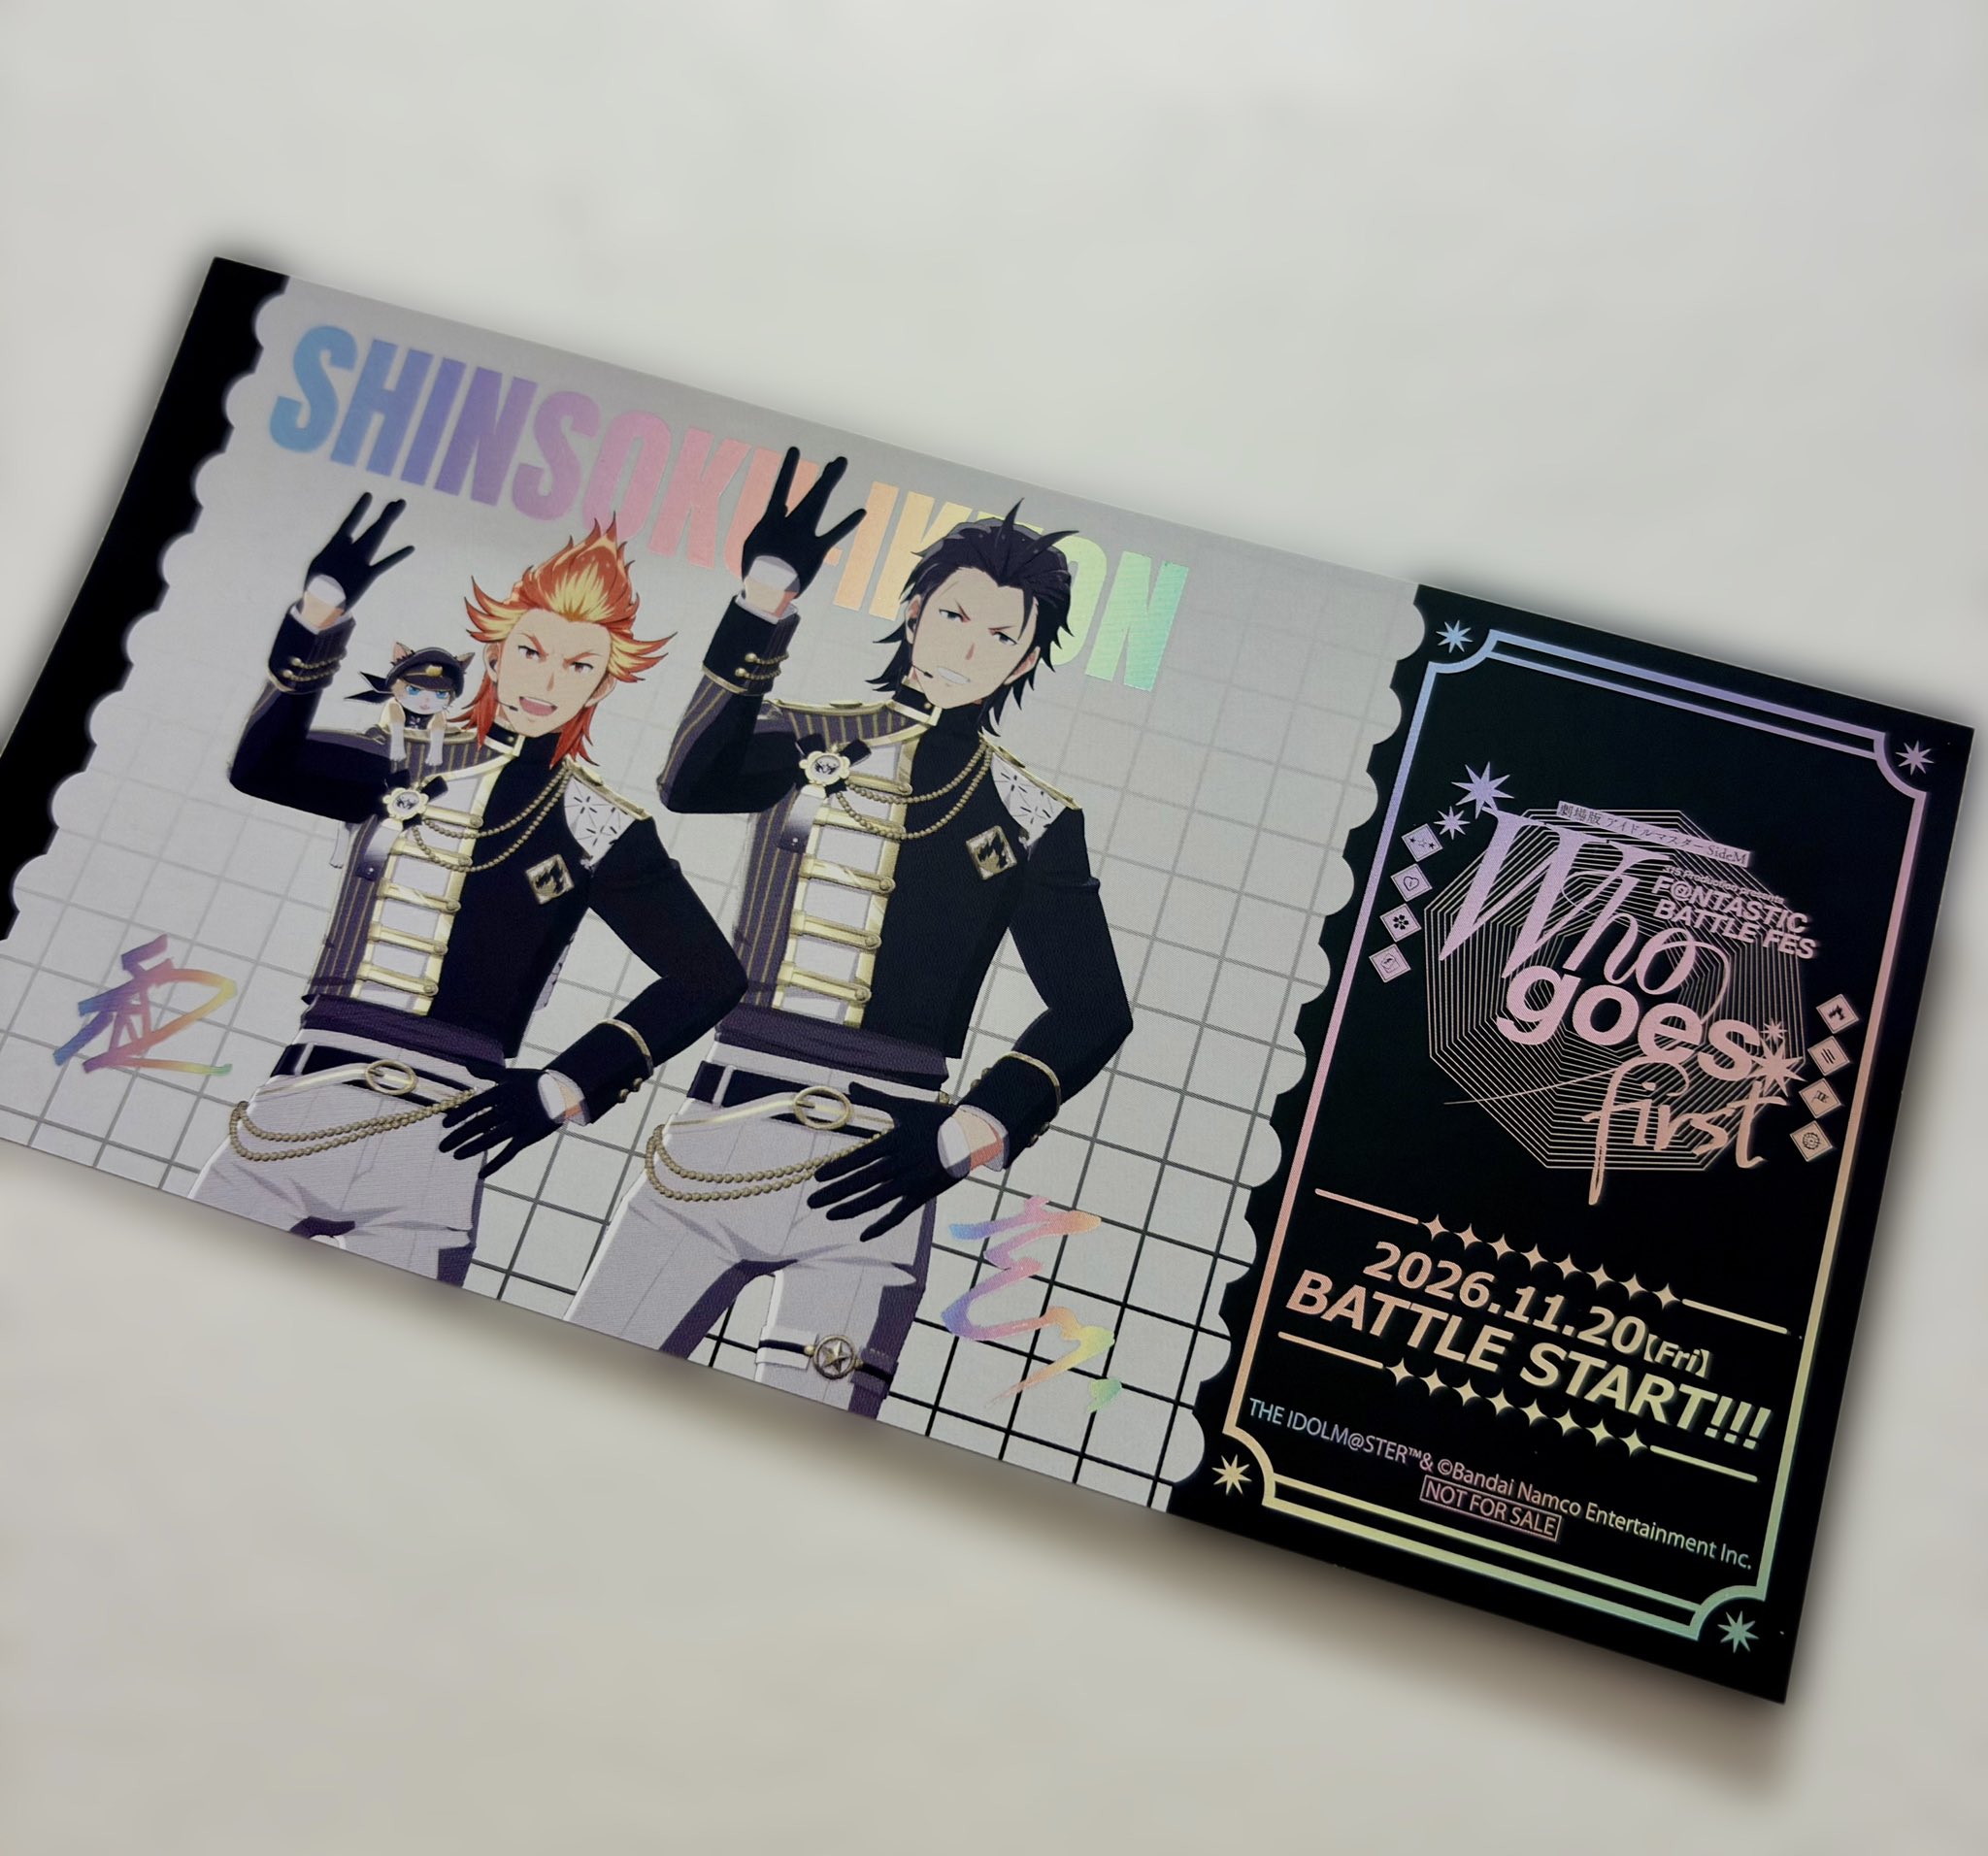 SHINSOKU-IKKON
劇場版 アイドルマスター SideM
F@NTASTIC
BATTLE FES
Who
goes
first
2026.11.20【Fri】
BATTLE START!!!
THE IDOLM@STER™& ©Bandai Namco Entertainment Inc.
NOT FOR SALE